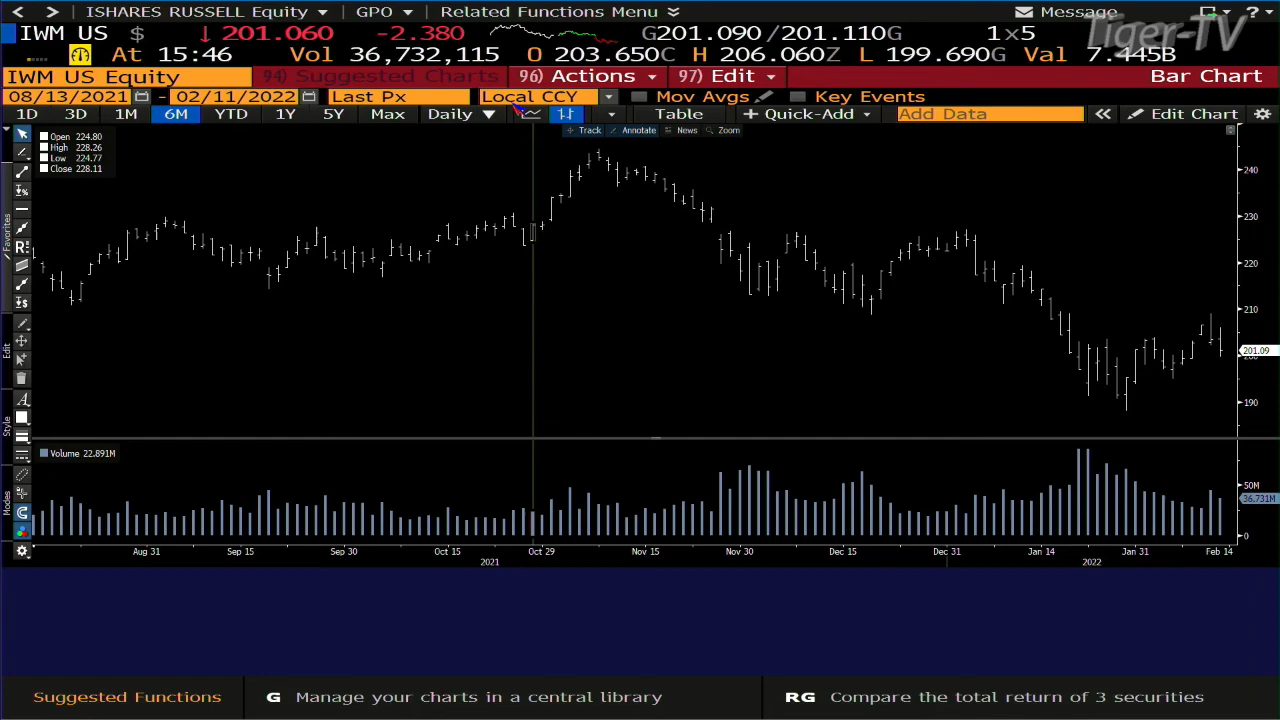 < > ISHARES RUSSELL Equity GPO Related Functions Menu Message ?
IWM US $ ↓ 201.060 -2.380 G201.090/201.110G 1×5
At 15:46 Vol 36,732,115 O 203.650C H 206.060Z L 199.690G Val 7.445B
Tiger-TV
IWM US Equity 94) Suggested Charts 96) Actions 97) Edit Bar Chart
08/13/2021 - 02/11/2022 Last Px Local CCY Mov Avgs Key Events
1D 3D 1M 6M YTD 1Y 5Y Max Daily ▼ Table + Quick-Add Add Data « Edit Chart
Track Annotate News Zoom
Open 224.80
High 228.26
Low 224.77
Close 228.11
Favorites
Edit
Style
Modes
240
230
220
210
201.09
200
190
Volume 22.891M
50M
36.731M
0
Aug 31 Sep 15 Sep 30 Oct 15 Oct 29 Nov 15 Nov 30 Dec 15 Dec 31 Jan 14 Jan 31 Feb 14
2021 2022
Suggested Functions G Manage your charts in a central library RG Compare the total return of 3 securities